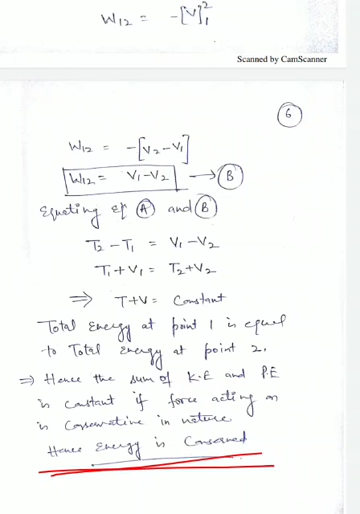 W12 = -[V]²₁
Scanned by CamScanner
6
W12 = -[V2-V1]
W12 = V1-V2 → B
Equating eq A and B
T2 - T1 = V1 - V2
T1+V1 = T2+V2
⇒ T+V = Constant
Total Energy at point 1 is equal
to Total energy at point 2.
⇒ Hence the sum of K.E and P.E
is constant if force acting on
is conservative in nature
Hence Energy is Conserved